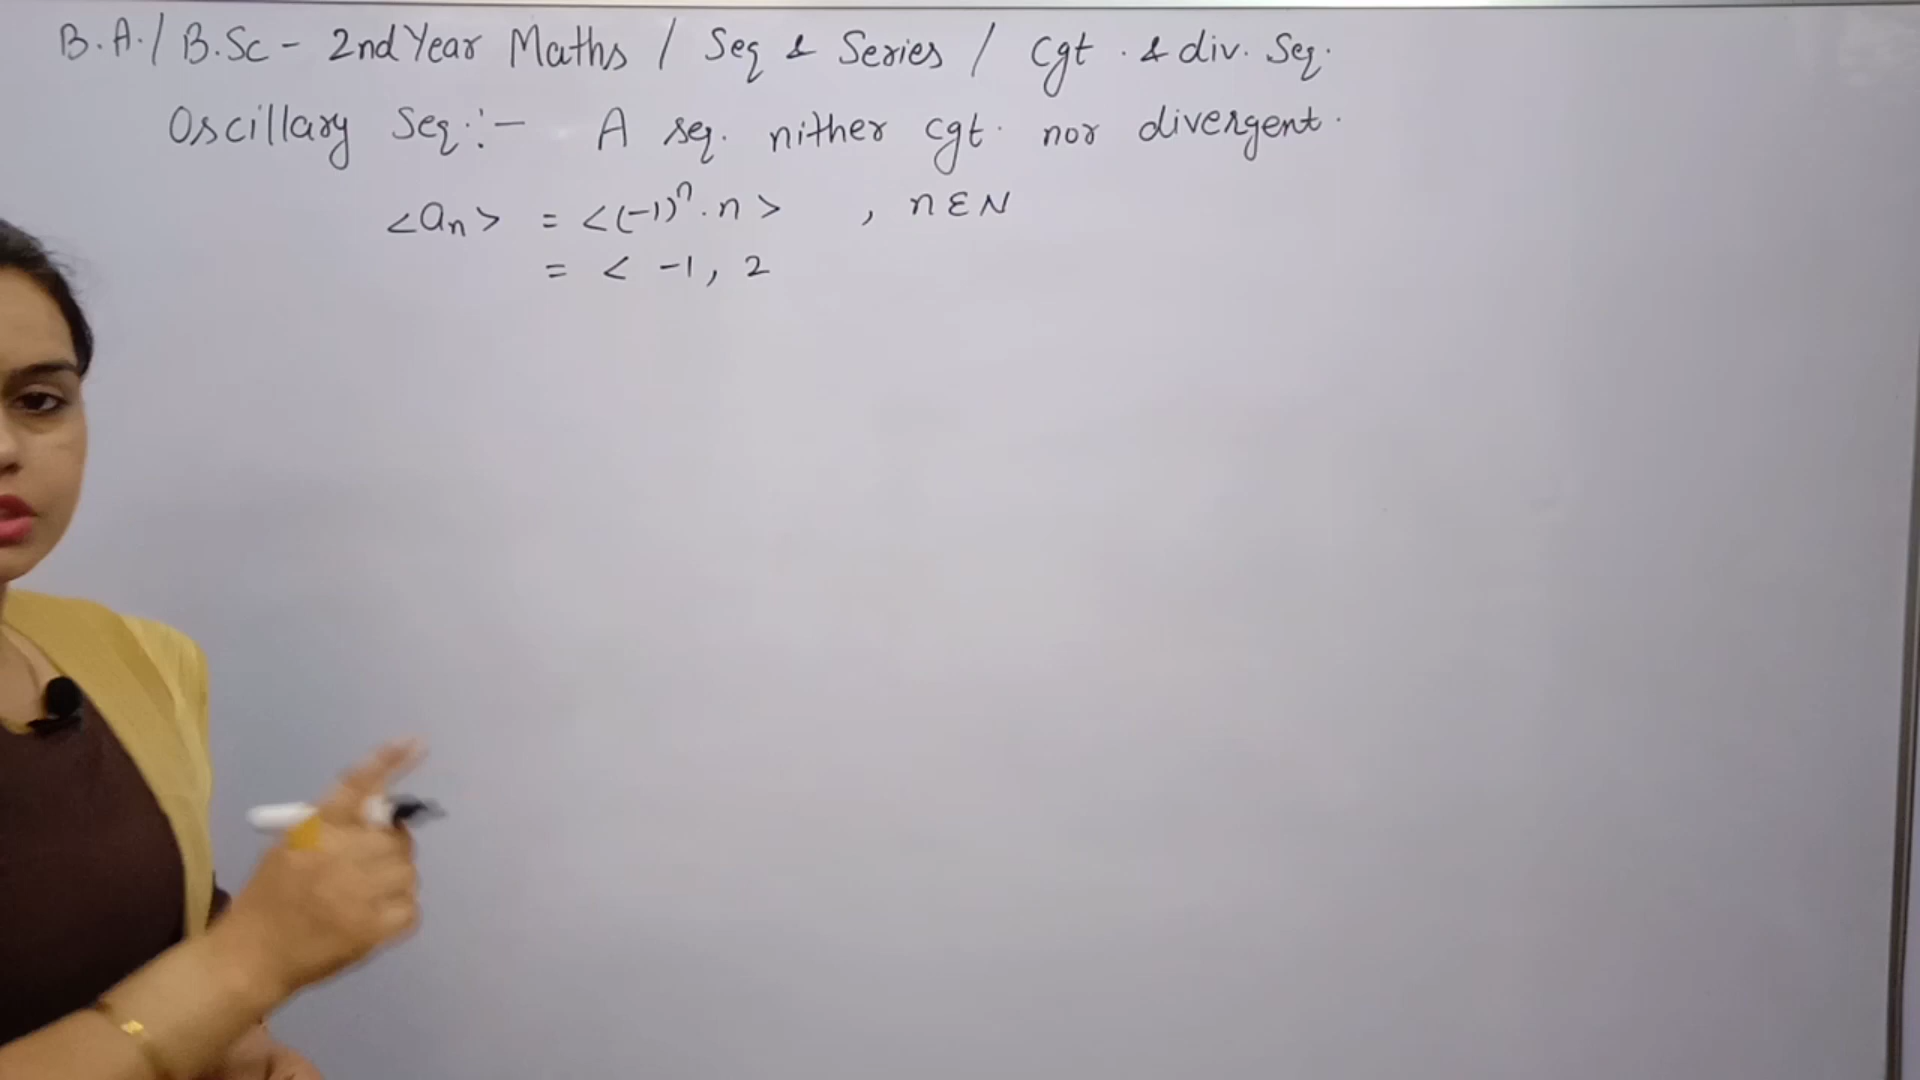 B.A./ B.Sc - 2nd Year Maths / Seq & Series / Cgt. & div. Seq.
Oscillary Seq:- A seq. nither cgt. nor divergent.
<aₙ> = <(-1)ⁿ.n> , n ε N
= < -1, 2